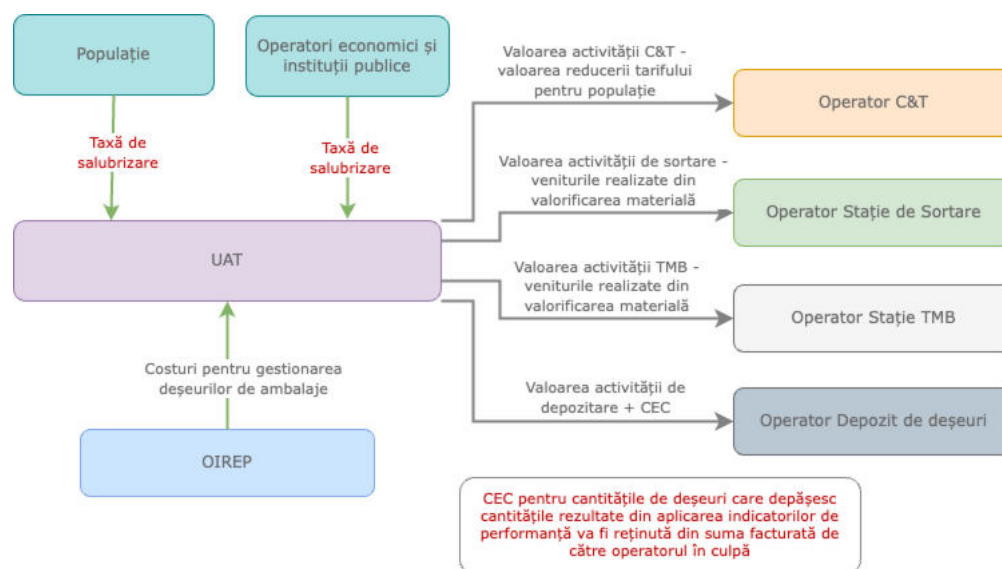 Populație
Operatori economici și
instituții publice
Valoarea activității C&T -
valoarea reducerii tarifului
pentru populație
Operator C&T
Taxă de
salubrizare
Taxă de
salubrizare
Valoarea activității de sortare -
veniturile realizate din
valorificarea materială
Operator Stație de Sortare
UAT
Valoarea activității TMB -
veniturile realizate din
valorificarea materială
Operator Stație TMB
Costuri pentru gestionarea
deșeurilor de ambalaje
Valoarea activității de
depozitare + CEC
Operator Depozit de deșeuri
OIREP
CEC pentru cantitățile de deșeuri care depășesc
cantitățile rezultate din aplicarea indicatorilor de
performanță va fi reținută din suma facturată de
către operatorul în culpă